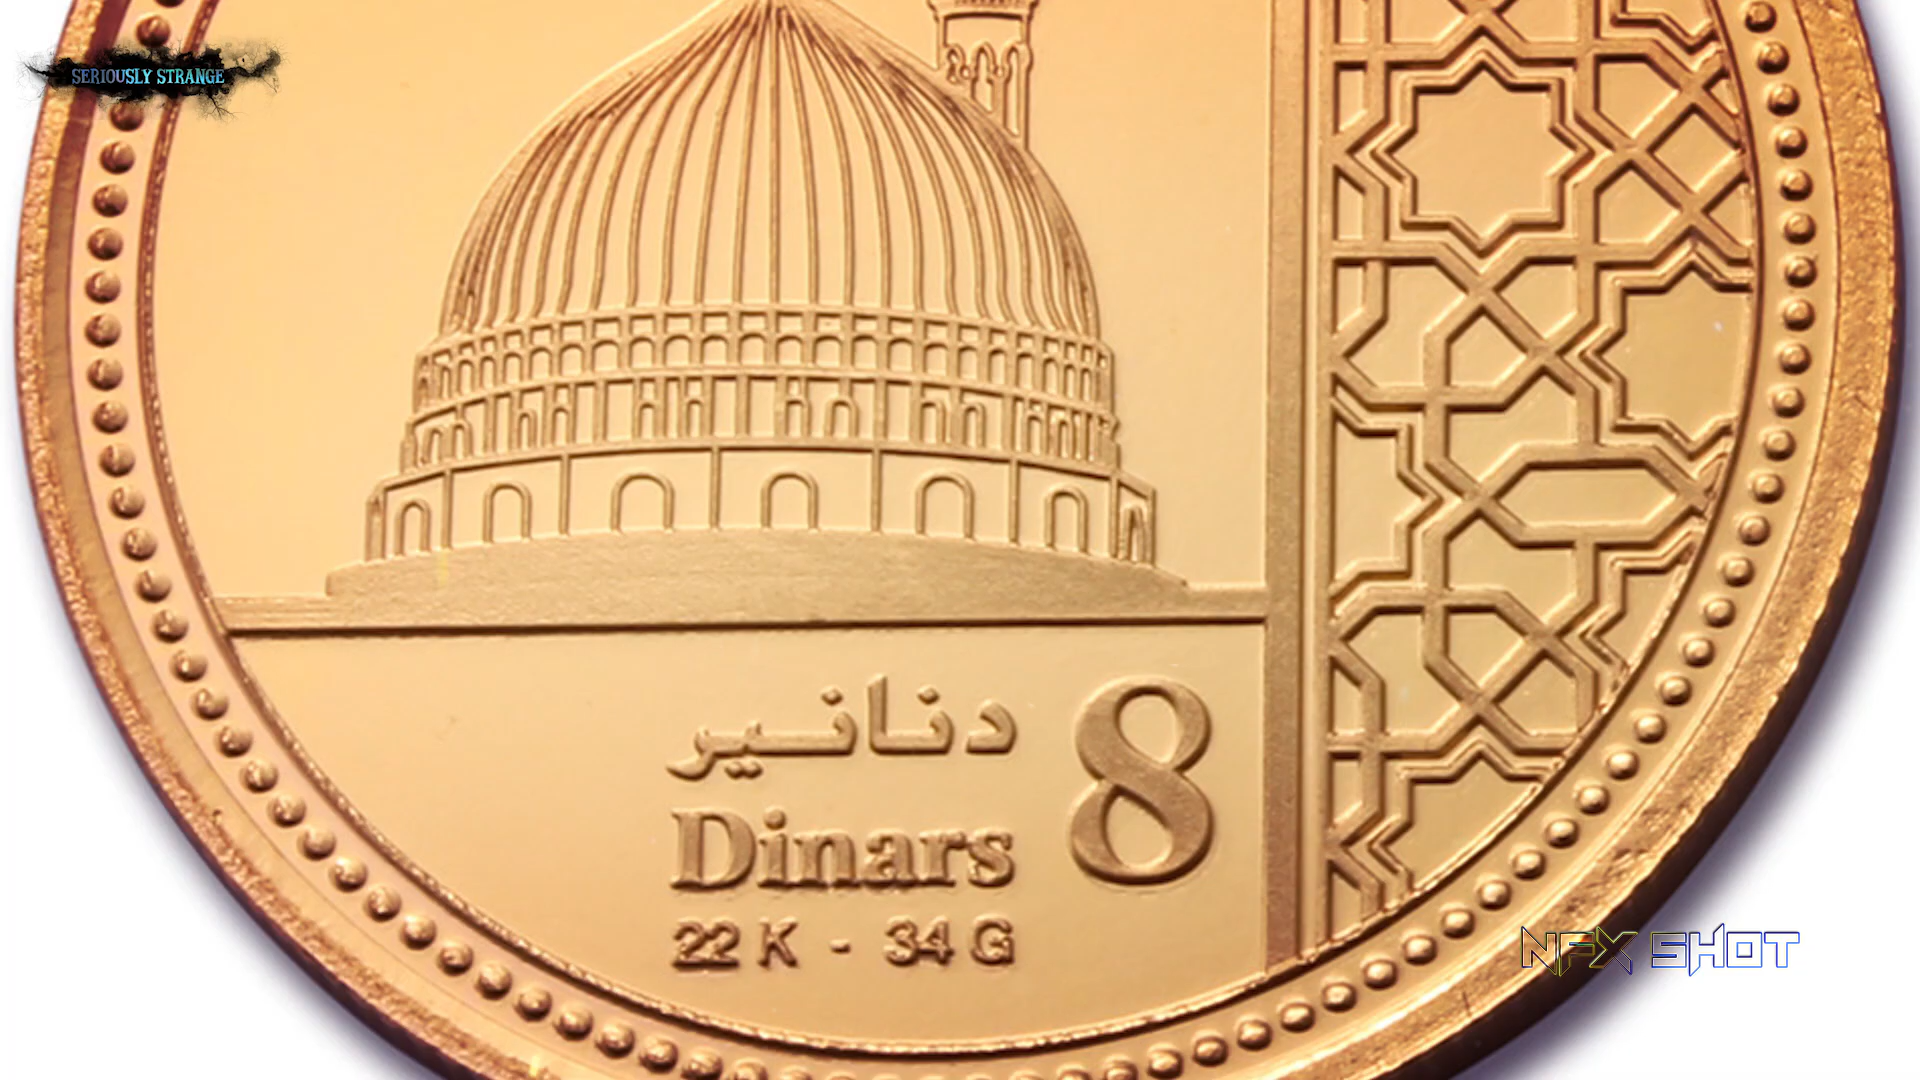 SERIOUSLY STRANGE
دنانير
8
Dinars
22 K - 34 G
NFX SHOT